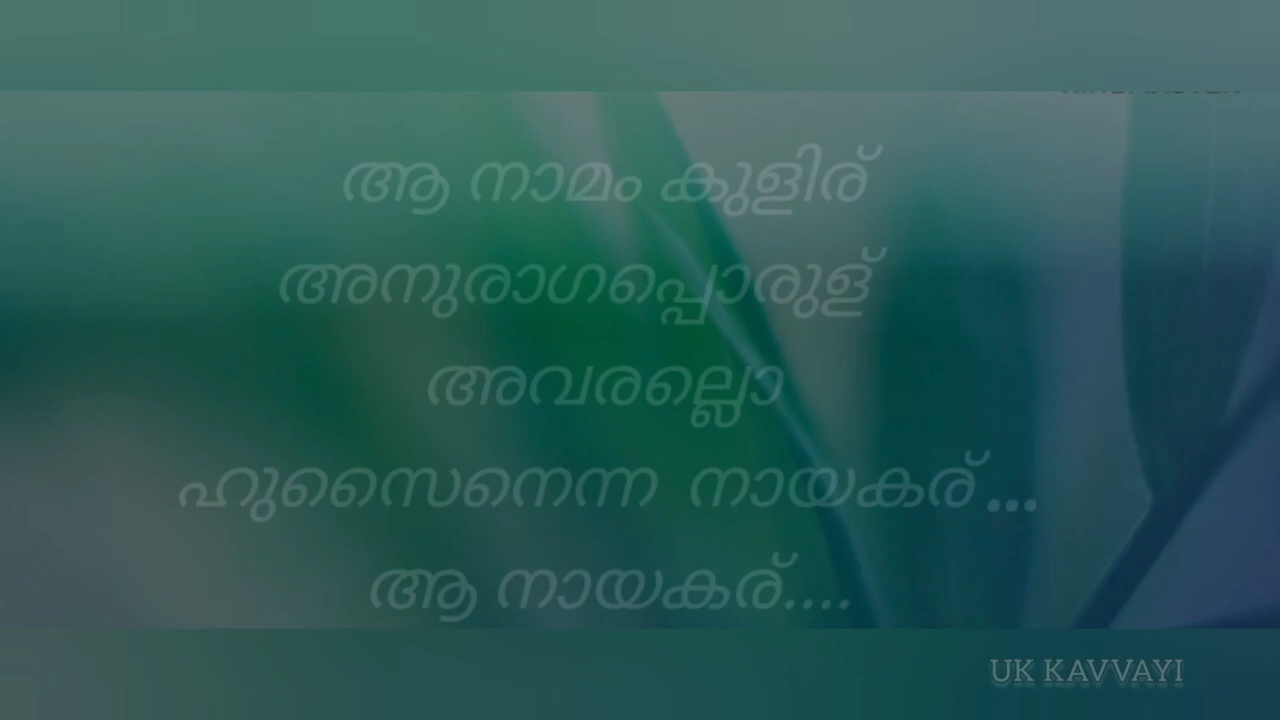 ആ നാമം കുളിര്
അനുരാഗപ്പൊരുള്
അവരല്ലൊ
ഹുസൈനെന്ന നായകര്...
ആ നായകര്....
UK KAVVAYI